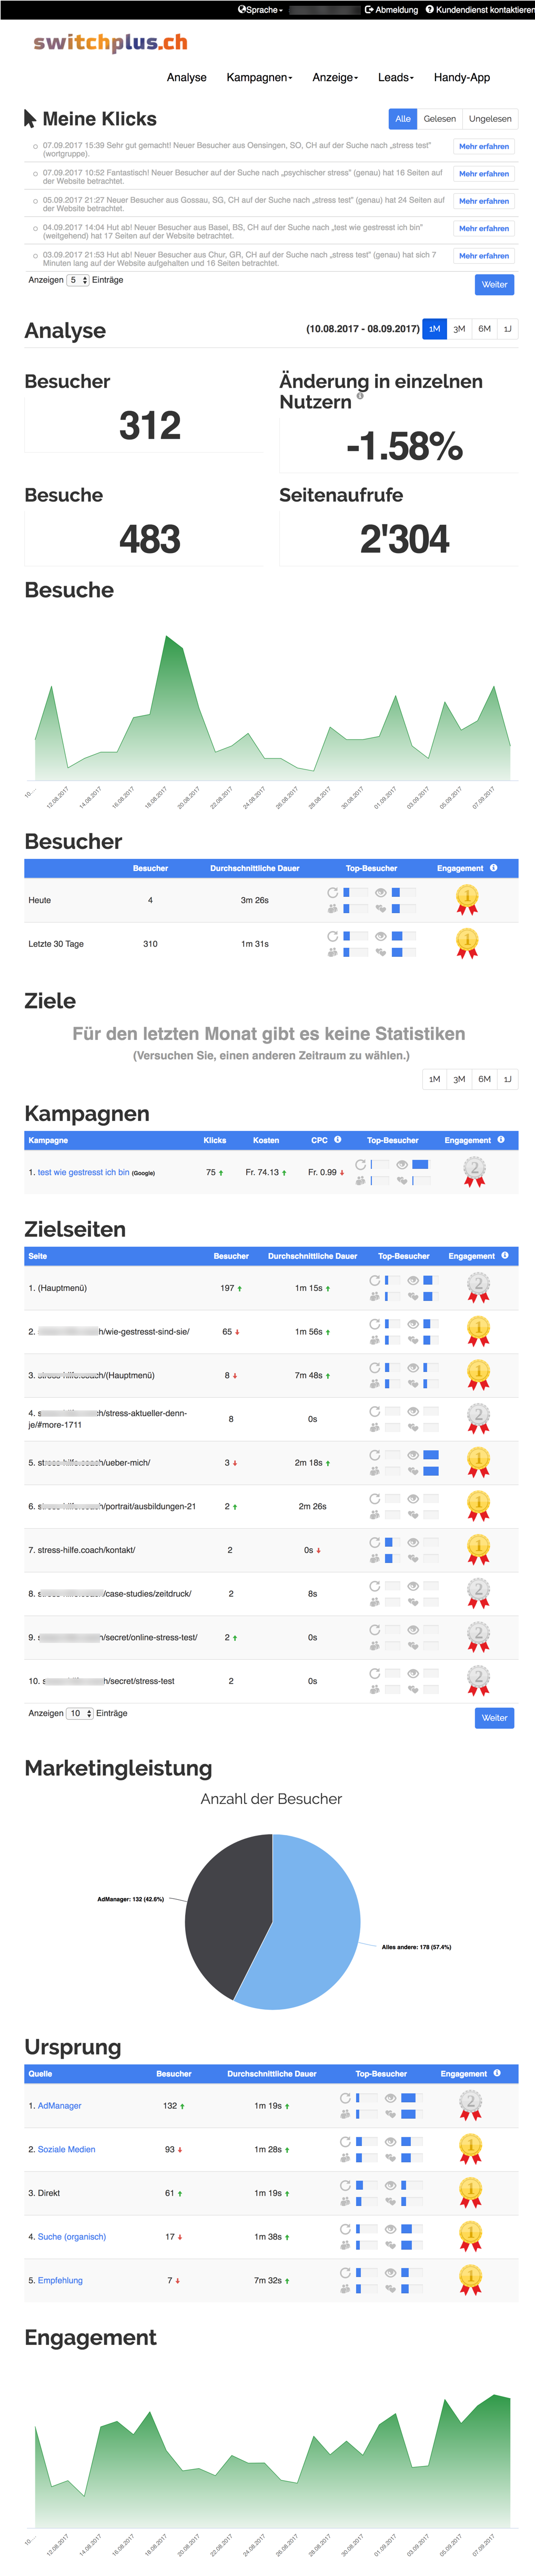 Sprache
Abmeldung
Kundendienst kontaktieren
switchplus.ch
Analyse Kampagnen Anzeige Leads Handy-App
Meine Klicks
Alle Gelesen Ungelesen
07.09.2017 15:39 Sehr gut gemacht! Neuer Besucher aus Oensingen, SO, CH auf der Suche nach „stress test"
(wortgruppe).
Mehr erfahren
07.09.2017 10:52 Fantastisch! Neuer Besucher auf der Suche nach „psychischer stress" (genau) hat 16 Seiten auf
der Website betrachtet.
Mehr erfahren
05.09.2017 21:27 Neuer Besucher aus Gossau, SG, CH auf der Suche nach „stress test" (genau) hat 24 Seiten auf
der Website betrachtet.
Mehr erfahren
04.09.2017 14:04 Hut ab! Neuer Besucher aus Basel, BS, CH auf der Suche nach „test wie gestresst ich bin"
(weitgehend) hat 17 Seiten auf der Website betrachtet.
Mehr erfahren
03.09.2017 21:53 Hut ab! Neuer Besucher aus Chur, GR, CH auf der Suche nach „stress test" (genau) hat sich 7
Minuten lang auf der Website aufgehalten und 16 Seiten betrachtet.
Mehr erfahren
Anzeigen 5 Einträge
Weiter
Analyse
(10.08.2017 - 08.09.2017) 1M 3M 6M 1J
Besucher
312
Änderung in einzelnen
Nutzern
-1.58%
Besuche
483
Seitenaufrufe
2'304
Besuche
10.… 12.08.2017 14.08.2017 16.08.2017 18.08.2017 20.08.2017 22.08.2017 24.08.2017 26.08.2017 28.08.2017 30.08.2017 01.09.2017 03.09.2017 05.09.2017 07.09.2017
Besucher
Besucher Durchschnittliche Dauer Top-Besucher Engagement
Heute 4 3m 26s 1
Letzte 30 Tage 310 1m 31s 1
Ziele
Für den letzten Monat gibt es keine Statistiken
(Versuchen Sie, einen anderen Zeitraum zu wählen.)
1M 3M 6M 1J
Kampagnen
Kampagne Klicks Kosten CPC Top-Besucher Engagement
1. test wie gestresst ich bin (Google) 75 Fr. 74.13 Fr. 0.99 2
Zielseiten
Seite Besucher Durchschnittliche Dauer Top-Besucher Engagement
1. (Hauptmenü) 197 1m 15s 2
2. h/wie-gestresst-sind-sie/ 65 1m 56s 1
3. h/(Hauptmenü) 8 7m 48s 1
4. s h/stress-aktueller-denn-
je/#more-1711 8 0s 2
5. h/ueber-mich/ 3 2m 18s 1
6. h/portrait/ausbildungen-21 2 2m 26s 1
7. stress-hilfe.coach/kontakt/ 2 0s 1
8. /case-studies/zeitdruck/ 2 8s 2
9. h/secret/online-stress-test/ 2 0s 2
10. s h/secret/stress-test 2 0s 2
Anzeigen 10 Einträge
Weiter
Marketingleistung
Anzahl der Besucher
AdManager: 132 (42.6%)
Alles andere: 178 (57.4%)
Ursprung
Quelle Besucher Durchschnittliche Dauer Top-Besucher Engagement
1. AdManager 132 1m 19s 2
2. Soziale Medien 93 1m 28s 1
3. Direkt 61 1m 19s 1
4. Suche (organisch) 17 1m 38s 1
5. Empfehlung 7 7m 32s 1
Engagement
10.… 12.08.2017 14.08.2017 16.08.2017 18.08.2017 20.08.2017 22.08.2017 24.08.2017 26.08.2017 28.08.2017 30.08.2017 01.09.2017 03.09.2017 05.09.2017 07.09.2017